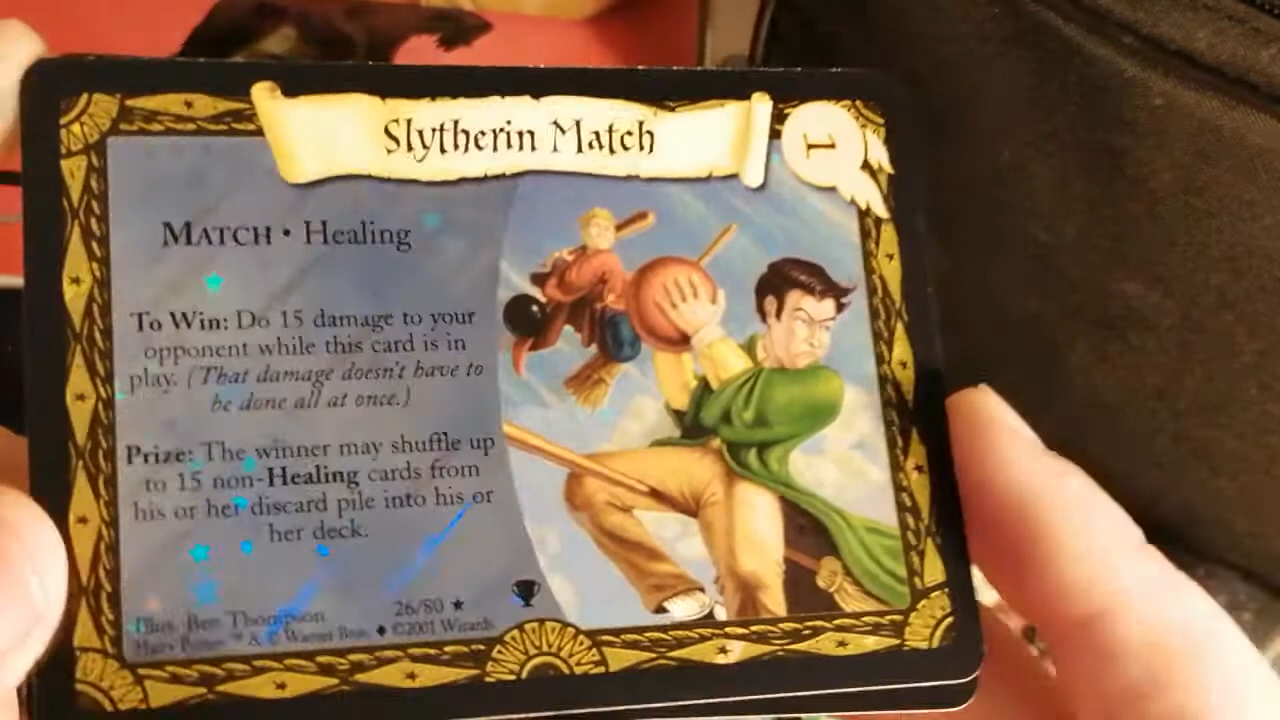 Slytherin Match
1
MATCH • Healing
To Win: Do 15 damage to your
opponent while this card is in
play. (That damage doesn't have to
be done all at once.)
Prize: The winner may shuffle up
to 15 non-Healing cards from
his or her discard pile into his or
her deck.
Illus. Ben Thompson
26/80 ★
Harry Potter ™ & © Warner Bros. ♦ ©2001 Wizards.